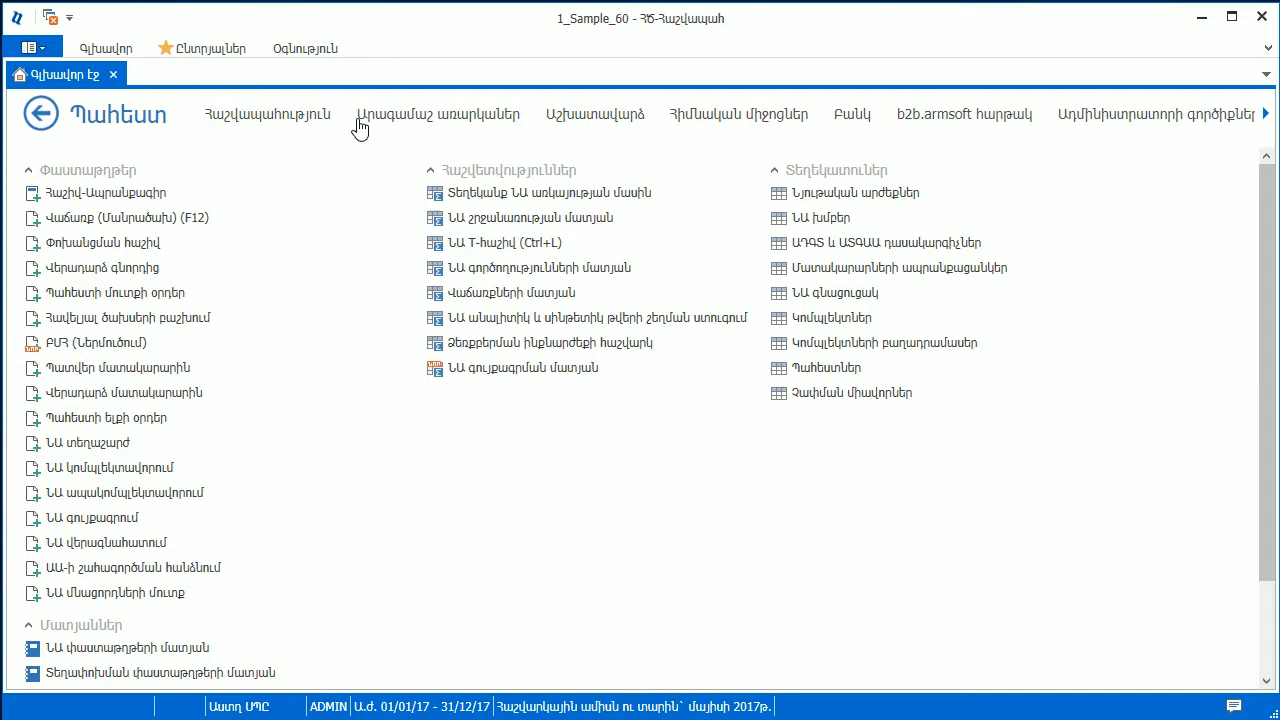 1_Sample_60 - ՀԾ-Հաշվապահ
Գլխավոր
Ընտրյալներ
Օգնություն
Գլխավոր էջ
Պահեստ
Հաշվապահություն
Արագամաշ առարկաներ
Աշխատավարձ
Հիմնական միջոցներ
Բանկ
b2b.armsoft հարթակ
Ադմինիստրատորի գործիքներ
Փաստաթղթեր
Հաշիվ-Ապրանքագիր
Վաճառք (Մանրածախ) (F12)
Փոխանցման հաշիվ
Վերադարձ գնորդից
Պահեստի մուտքի օրդեր
Հավելյալ ծախսերի բաշխում
ԲՄՀ (Ներմուծում)
Պատվեր մատակարարին
Վերադարձ մատակարարին
Պահեստի ելքի օրդեր
ՆԱ տեղաշարժ
ՆԱ կոմպլեկտավորում
ՆԱ ապակոմպլեկտավորում
ՆԱ գույքագրում
ՆԱ վերագնահատում
ԱԱ-ի շահագործման հանձնում
ՆԱ մնացորդների մուտք
Մատյաններ
ՆԱ փաստաթղթերի մատյան
Տեղափոխման փաստաթղթերի մատյան
Հաշվետվություններ
Տեղեկանք ՆԱ առկայության մասին
ՆԱ շրջանառության մատյան
ՆԱ T-հաշիվ (Ctrl+L)
ՆԱ գործողությունների մատյան
Վաճառքների մատյան
ՆԱ անալիտիկ և սինթետիկ թվերի շեղման ստուգում
Ձեռքբերման ինքնարժեքի հաշվարկ
ՆԱ գույքագրման մատյան
Տեղեկատուներ
Նյութական արժեքներ
ՆԱ խմբեր
ԱԴԳՏ և ԱՏԳԱԱ դասակարգիչներ
Մատակարարների ապրանքացանկեր
ՆԱ գնացուցակ
Կոմպլեկտներ
Կոմպլեկտների բաղադրամասեր
Պահեստներ
Չափման միավորներ
Աստղ ՍՊԸ
ADMIN
Ա.Ժ. 01/01/17 - 31/12/17
Հաշվարկային ամիսն ու տարին՝ մայիսի 2017թ.